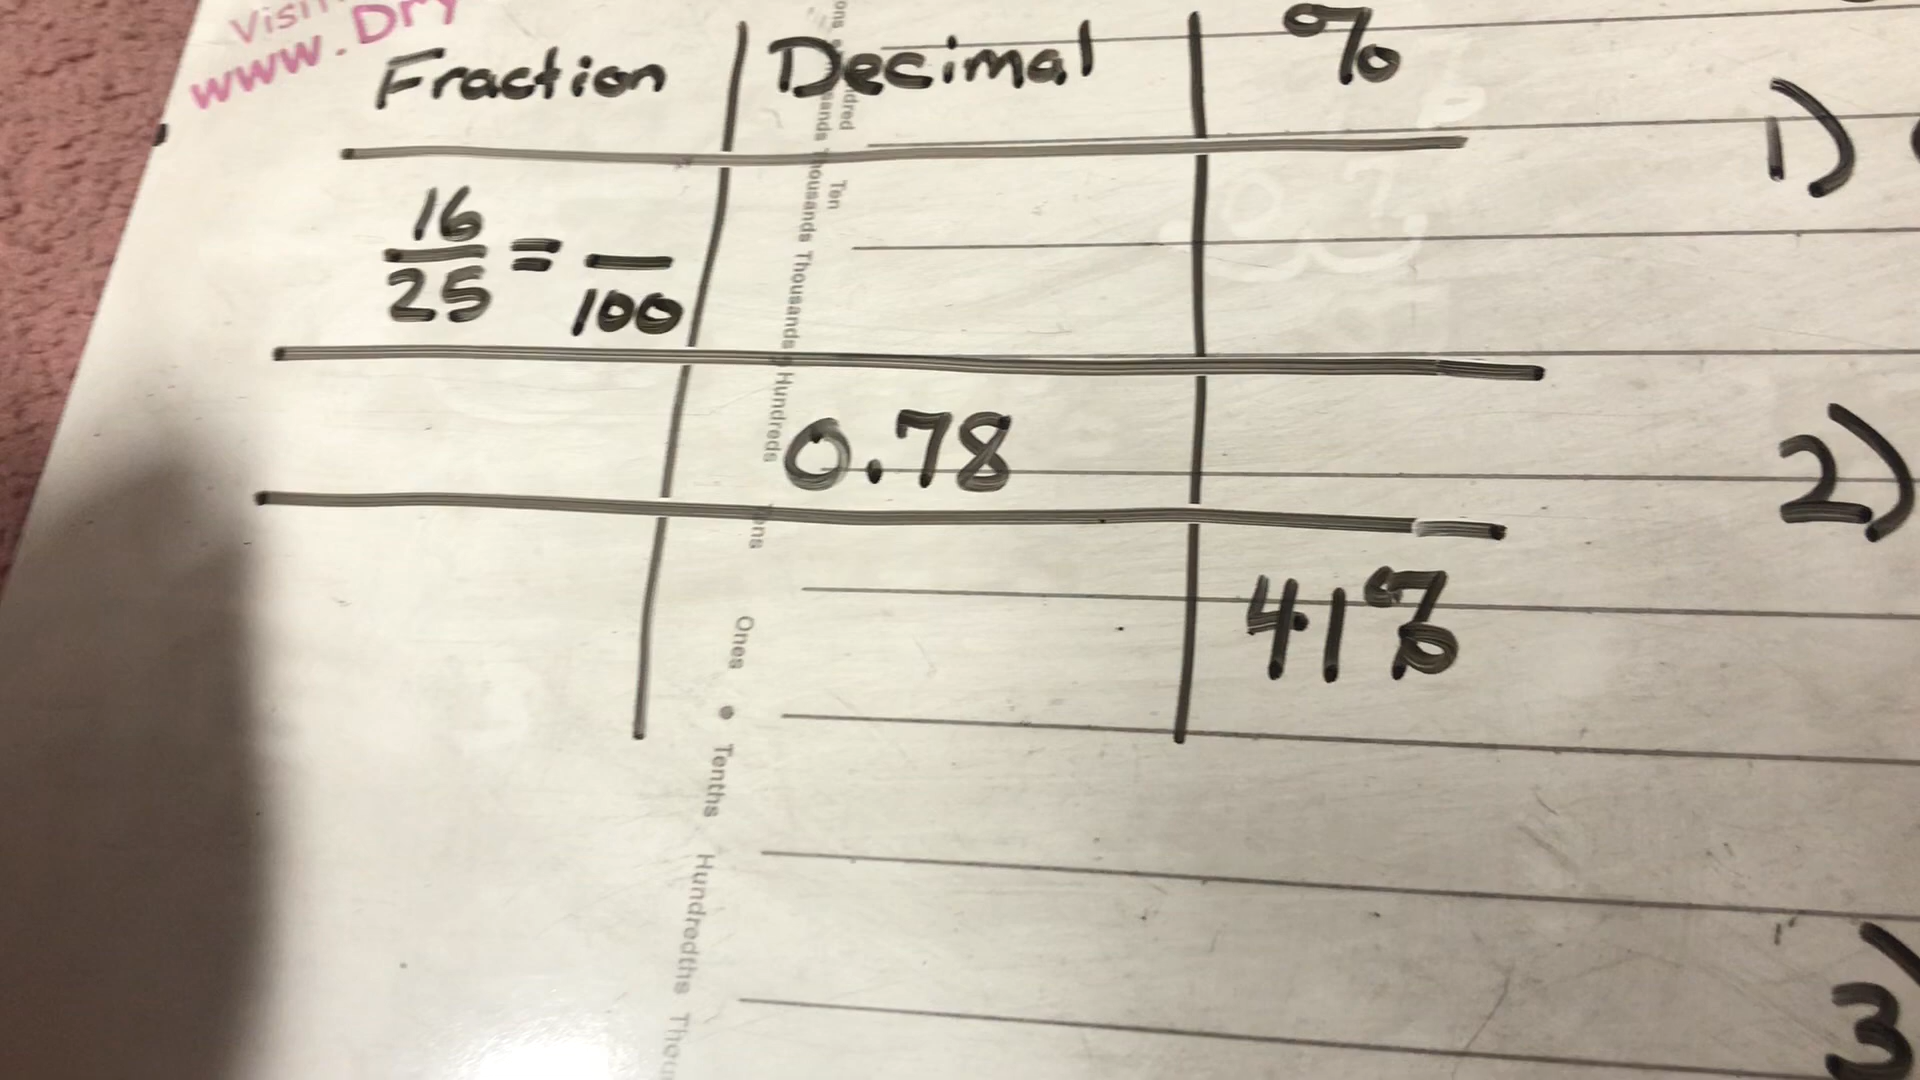 www.Dry
Fraction Decimal %
16/25 = __/100
0.78
41%
1)
2)
3)
Ten
Thousands Thousands Hundreds
Ones • Tenths Hundredths